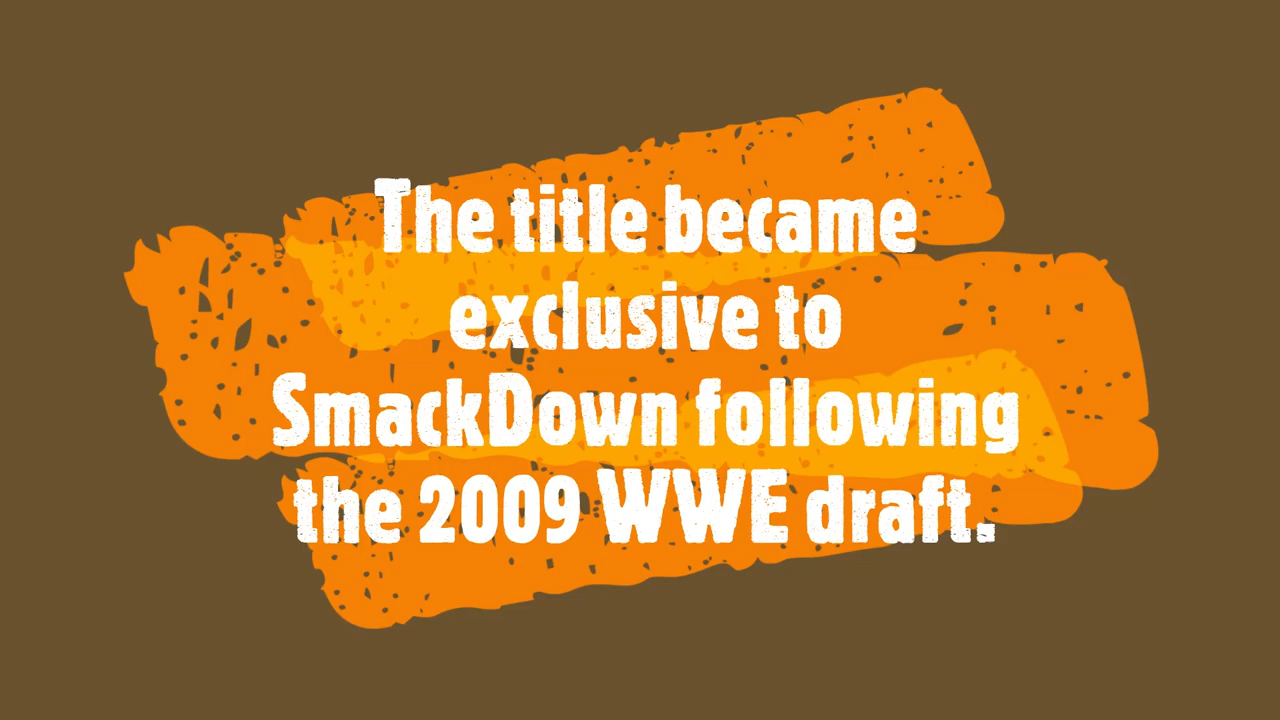 The title became
exclusive to
SmackDown following
the 2009 WWE draft.